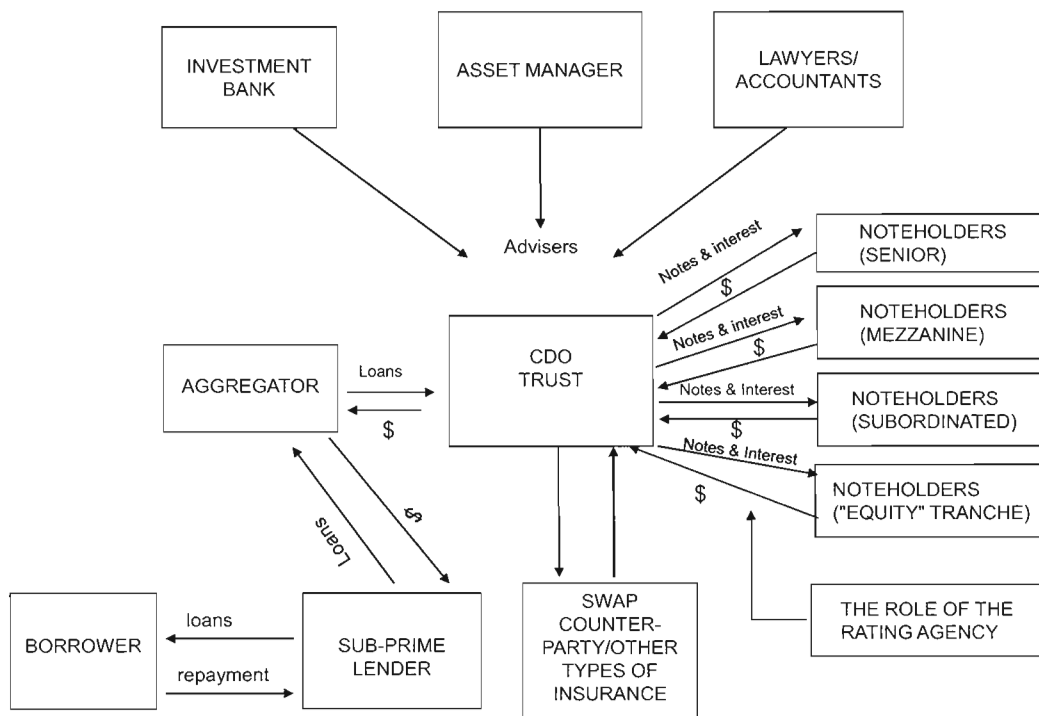 INVESTMENT
BANK
ASSET MANAGER
LAWYERS/
ACCOUNTANTS
Advisers
Notes & interest
$
NOTEHOLDERS
(SENIOR)
Notes & interest
$
NOTEHOLDERS
(MEZZANINE)
CDO
TRUST
AGGREGATOR
Loans
$
Notes & Interest
$
NOTEHOLDERS
(SUBORDINATED)
Notes & Interest
$
NOTEHOLDERS
("EQUITY" TRANCHE)
Loans
$
BORROWER
loans
repayment
SUB-PRIME
LENDER
SWAP
COUNTER-
PARTY/OTHER
TYPES OF
INSURANCE
THE ROLE OF THE
RATING AGENCY